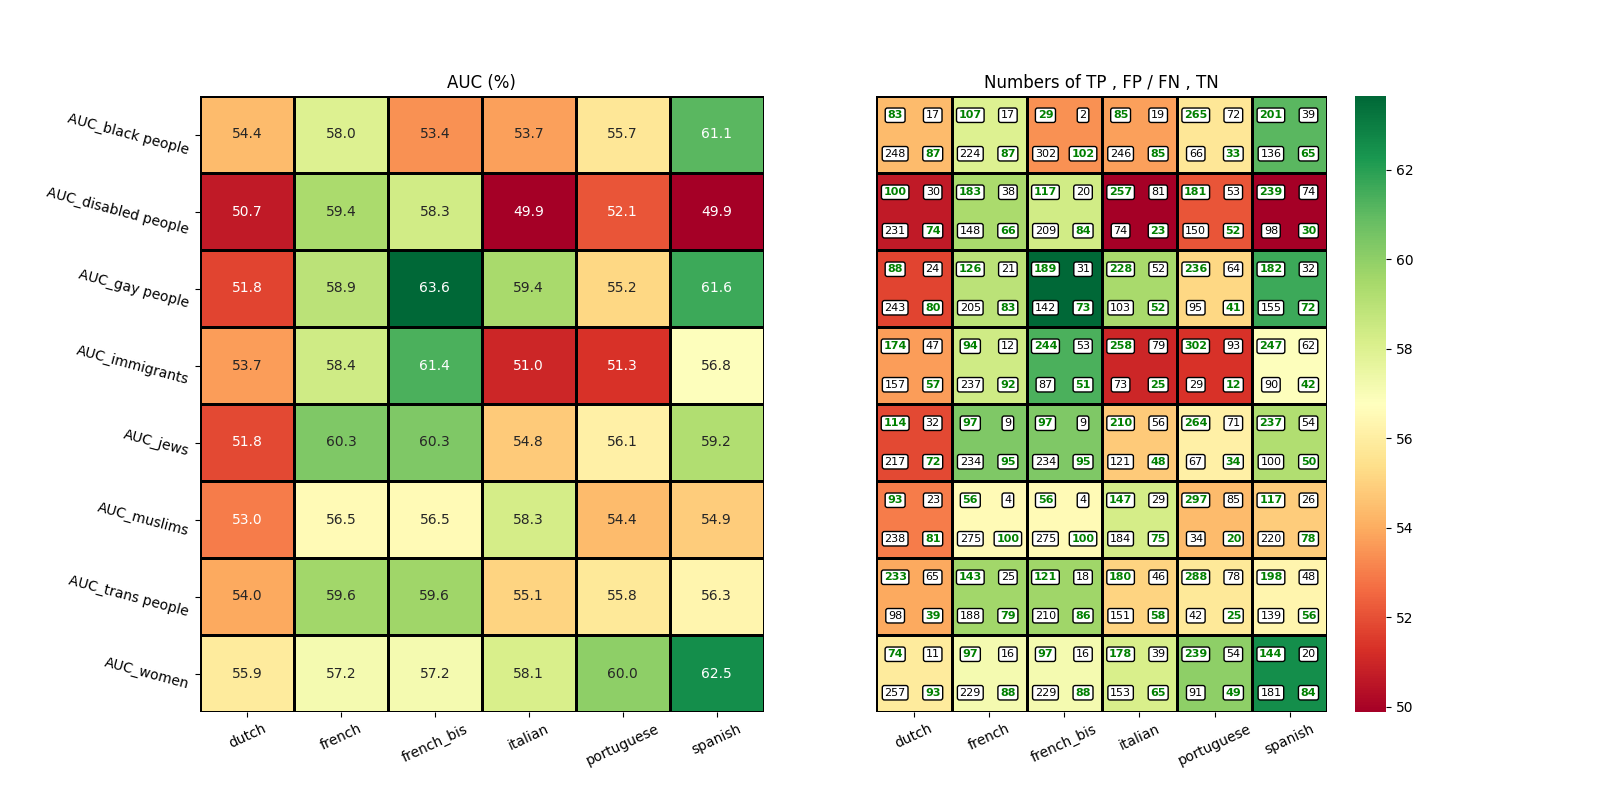 AUC (%)
Numbers of TP , FP / FN , TN
AUC_black people 54.4 58.0 53.4 53.7 55.7 61.1
83 17 107 17 29 2 85 19 265 72 201 39
248 87 224 87 302 102 246 85 66 33 136 65
AUC_disabled people 50.7 59.4 58.3 49.9 52.1 49.9
100 30 183 38 117 20 257 81 181 53 239 74
231 74 148 66 209 84 74 23 150 52 98 30
AUC_gay people 51.8 58.9 63.6 59.4 55.2 61.6
88 24 126 21 189 31 228 52 236 64 182 32
243 80 205 83 142 73 103 52 95 41 155 72
AUC_immigrants 53.7 58.4 61.4 51.0 51.3 56.8
174 47 94 12 244 53 258 79 302 93 247 62
157 57 237 92 87 51 73 25 29 12 90 42
AUC_jews 51.8 60.3 60.3 54.8 56.1 59.2
114 32 97 9 97 9 210 56 264 71 237 54
217 72 234 95 234 95 121 48 67 34 100 50
AUC_muslims 53.0 56.5 56.5 58.3 54.4 54.9
93 23 56 4 56 4 147 29 297 85 117 26
238 81 275 100 275 100 184 75 34 20 220 78
AUC_trans people 54.0 59.6 59.6 55.1 55.8 56.3
233 65 143 25 121 18 180 46 288 78 198 48
98 39 188 79 210 86 151 58 42 25 139 56
AUC_women 55.9 57.2 57.2 58.1 60.0 62.5
74 11 97 16 97 16 178 39 239 54 144 20
257 93 229 88 229 88 153 65 91 49 181 84
dutch french french_bis italian portuguese spanish
dutch french french_bis italian portuguese spanish
62
60
58
56
54
52
50